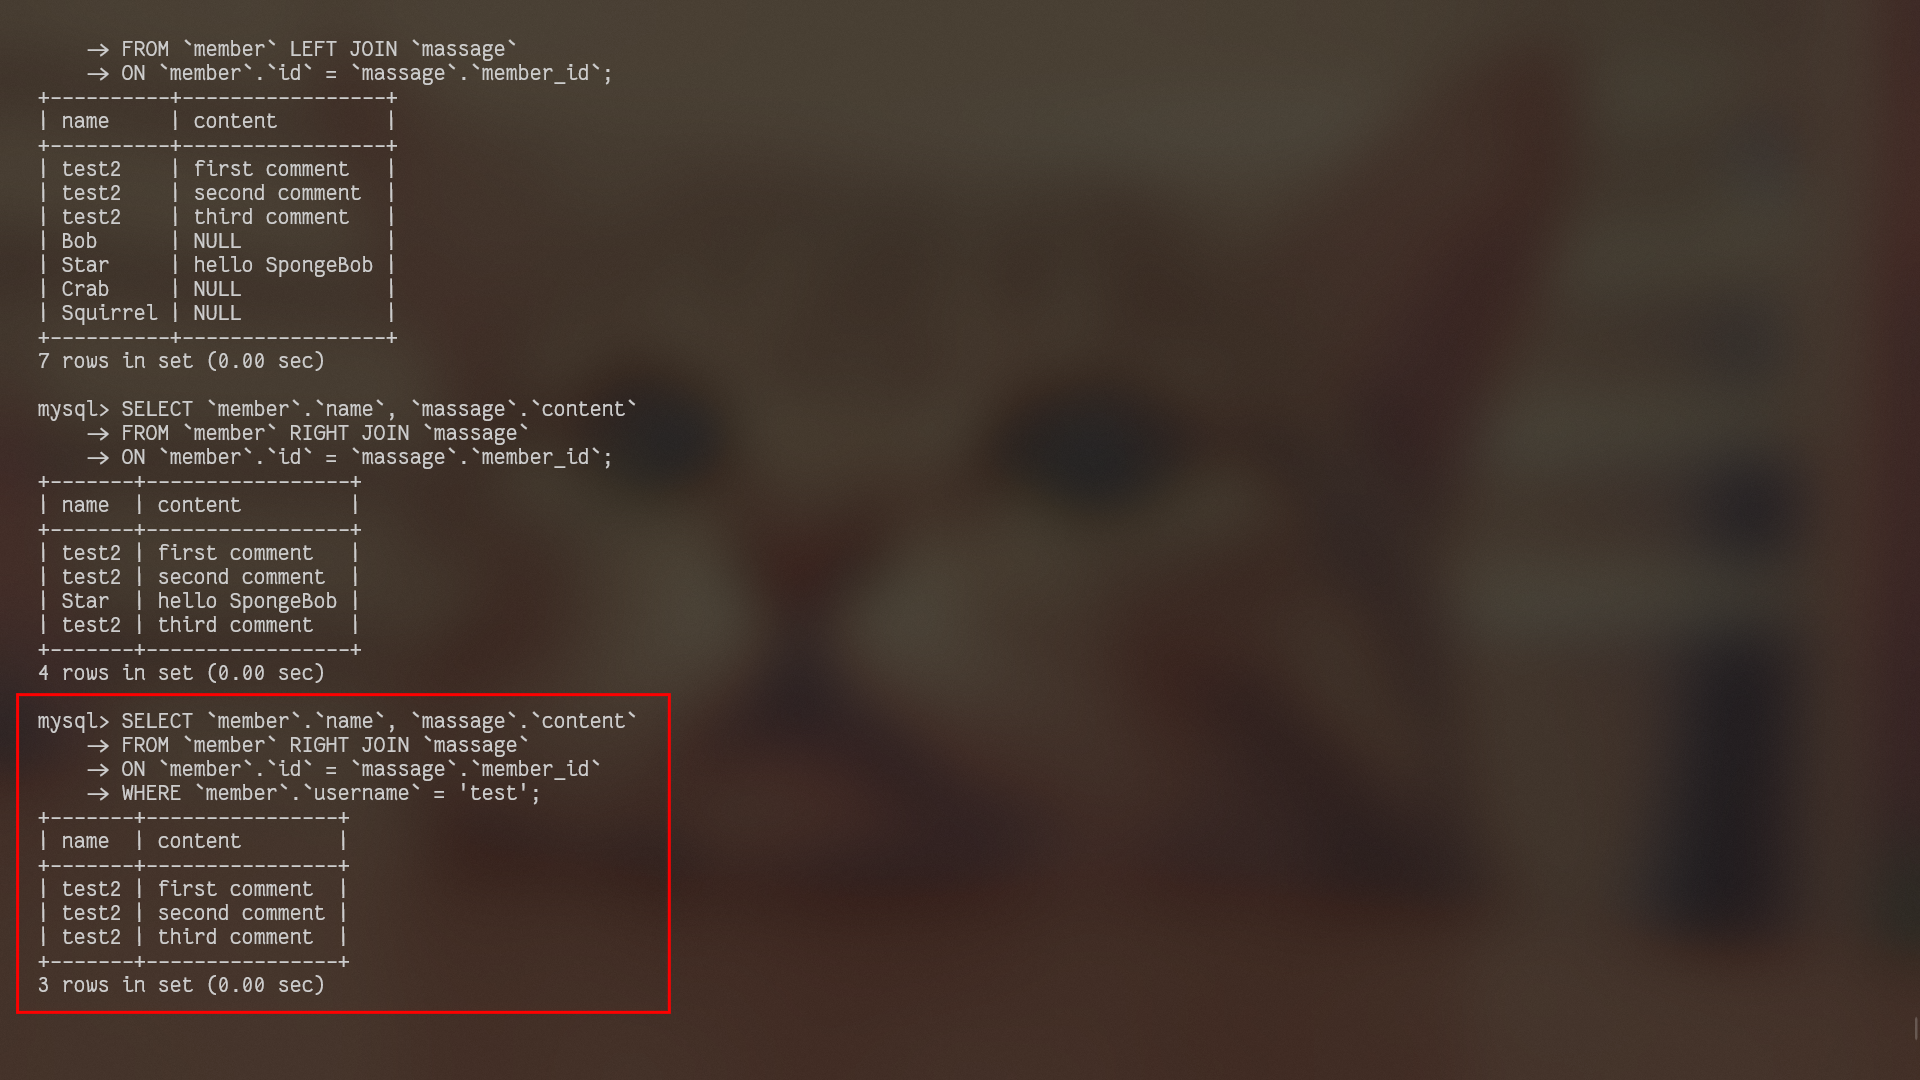 -> FROM `member` LEFT JOIN `massage`
-> ON `member`.`id` = `massage`.`member_id`;
+----------+-----------------+
| name     | content         |
+----------+-----------------+
| test2    | first comment   |
| test2    | second comment  |
| test2    | third comment   |
| Bob      | NULL            |
| Star     | hello SpongeBob |
| Crab     | NULL            |
| Squirrel | NULL            |
+----------+-----------------+
7 rows in set (0.00 sec)
mysql> SELECT `member`.`name`, `massage`.`content`
-> FROM `member` RIGHT JOIN `massage`
-> ON `member`.`id` = `massage`.`member_id`;
+-------+-----------------+
| name  | content         |
+-------+-----------------+
| test2 | first comment   |
| test2 | second comment  |
| Star  | hello SpongeBob |
| test2 | third comment   |
+-------+-----------------+
4 rows in set (0.00 sec)
mysql> SELECT `member`.`name`, `massage`.`content`
-> FROM `member` RIGHT JOIN `massage`
-> ON `member`.`id` = `massage`.`member_id`
-> WHERE `member`.`username` = 'test';
+-------+----------------+
| name  | content        |
+-------+----------------+
| test2 | first comment  |
| test2 | second comment |
| test2 | third comment  |
+-------+----------------+
3 rows in set (0.00 sec)